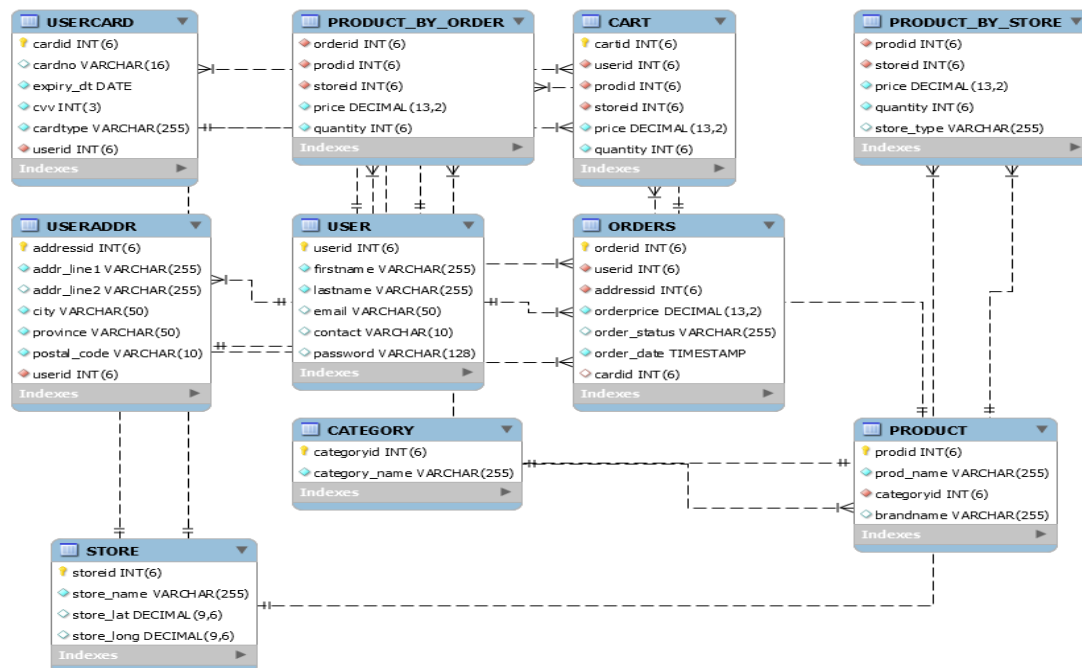 USERCARD
cardid INT(6)
cardno VARCHAR(16)
expiry_dt DATE
cvv INT(3)
cardtype VARCHAR(255)
userid INT(6)
Indexes
PRODUCT_BY_ORDER
orderid INT(6)
prodid INT(6)
storeid INT(6)
price DECIMAL(13,2)
quantity INT(6)
Indexes
CART
cartid INT(6)
userid INT(6)
prodid INT(6)
storeid INT(6)
price DECIMAL(13,2)
quantity INT(6)
Indexes
PRODUCT_BY_STORE
prodid INT(6)
storeid INT(6)
price DECIMAL(13,2)
quantity INT(6)
store_type VARCHAR(255)
Indexes
USERADDR
addressid INT(6)
addr_line1 VARCHAR(255)
addr_line2 VARCHAR(255)
city VARCHAR(50)
province VARCHAR(50)
postal_code VARCHAR(10)
userid INT(6)
Indexes
USER
userid INT(6)
firstname VARCHAR(255)
lastname VARCHAR(255)
email VARCHAR(50)
contact VARCHAR(10)
password VARCHAR(128)
Indexes
ORDERS
orderid INT(6)
userid INT(6)
addressid INT(6)
orderprice DECIMAL(13,2)
order_status VARCHAR(255)
order_date TIMESTAMP
cardid INT(6)
Indexes
CATEGORY
categoryid INT(6)
category_name VARCHAR(255)
Indexes
PRODUCT
prodid INT(6)
prod_name VARCHAR(255)
categoryid INT(6)
brandname VARCHAR(255)
Indexes
STORE
storeid INT(6)
store_name VARCHAR(255)
store_lat DECIMAL(9,6)
store_long DECIMAL(9,6)
Indexes